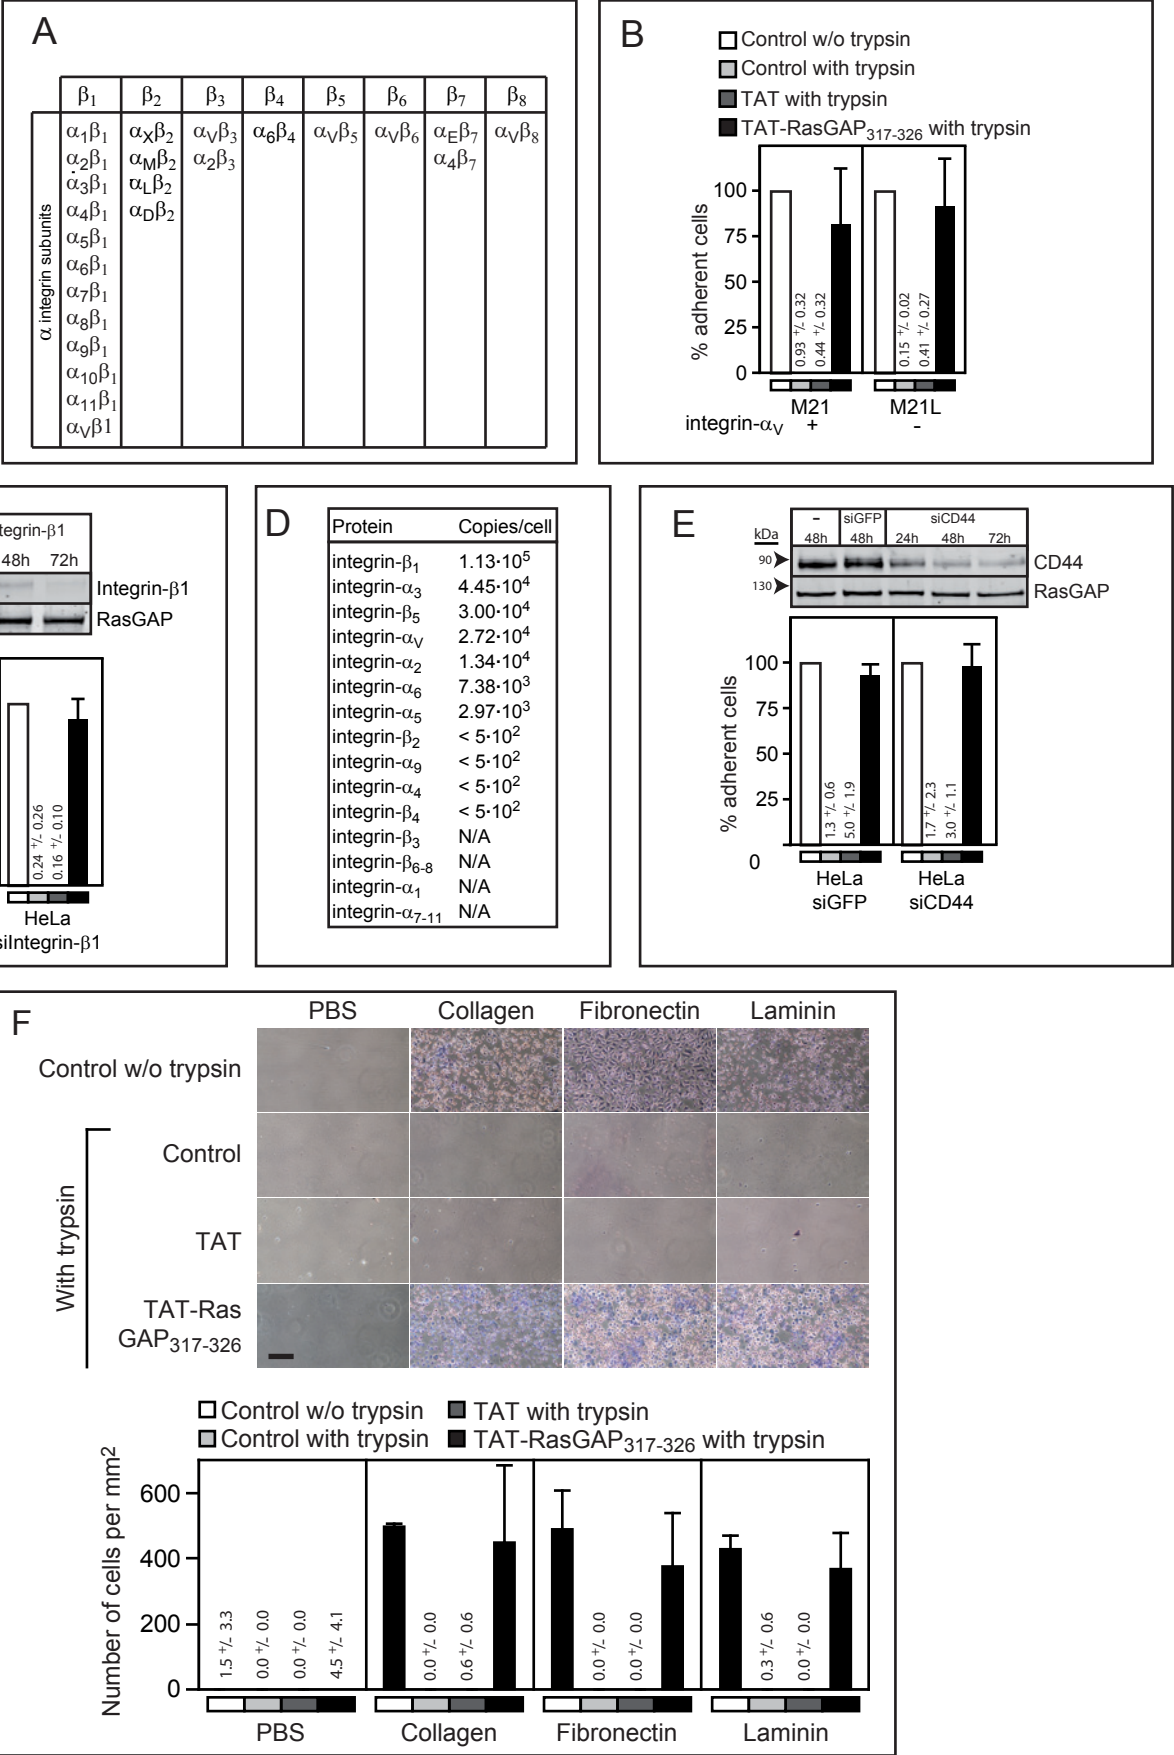 A
β1 β2 β3 β4 β5 β6 β7 β8
α integrin subunits
α1β1 αXβ2 αVβ3 α6β4 αVβ5 αVβ6 αEβ7 αVβ8
α2β1 αMβ2 α2β3 α4β7
α3β1 αLβ2
α4β1 αDβ2
α5β1
α6β1
α7β1
α8β1
α9β1
α10β1
α11β1
αVβ1
B
Control w/o trypsin
Control with trypsin
TAT with trypsin
TAT-RasGAP317-326 with trypsin
% adherent cells
100
75
50
25
0
0.93 +/- 0.32
0.44 +/- 0.32
0.15 +/- 0.02
0.41 +/- 0.27
M21 M21L
integrin-αV + -
tegrin-β1
48h 72h
Integrin-β1
RasGAP
0.24 +/- 0.26
0.16 +/- 0.10
HeLa
siIntegrin-β1
D
Protein Copies/cell
integrin-β1 1.13·10^5
integrin-α3 4.45·10^4
integrin-β5 3.00·10^4
integrin-αV 2.72·10^4
integrin-α2 1.34·10^4
integrin-α6 7.38·10^3
integrin-α5 2.97·10^3
integrin-β2 < 5·10^2
integrin-α9 < 5·10^2
integrin-α4 < 5·10^2
integrin-β4 < 5·10^2
integrin-β3 N/A
integrin-β6-8 N/A
integrin-α1 N/A
integrin-α7-11 N/A
E
- siGFP siCD44
kDa 48h 48h 24h 48h 72h
90 CD44
130 RasGAP
% adherent cells
100
75
50
25
0
1.3 +/- 0.6
5.0 +/- 1.9
1.7 +/- 2.3
3.0 +/- 1.1
HeLa HeLa
siGFP siCD44
F
PBS Collagen Fibronectin Laminin
Control w/o trypsin
With trypsin
Control
TAT
TAT-Ras
GAP317-326
Control w/o trypsin TAT with trypsin
Control with trypsin TAT-RasGAP317-326 with trypsin
Number of cells per mm2
600
400
200
0
1.5 +/- 3.3
0.0 +/- 0.0
0.0 +/- 0.0
4.5 +/- 4.1
0.0 +/- 0.0
0.6 +/- 0.6
0.0 +/- 0.0
0.0 +/- 0.0
0.3 +/- 0.6
0.0 +/- 0.0
PBS Collagen Fibronectin Laminin